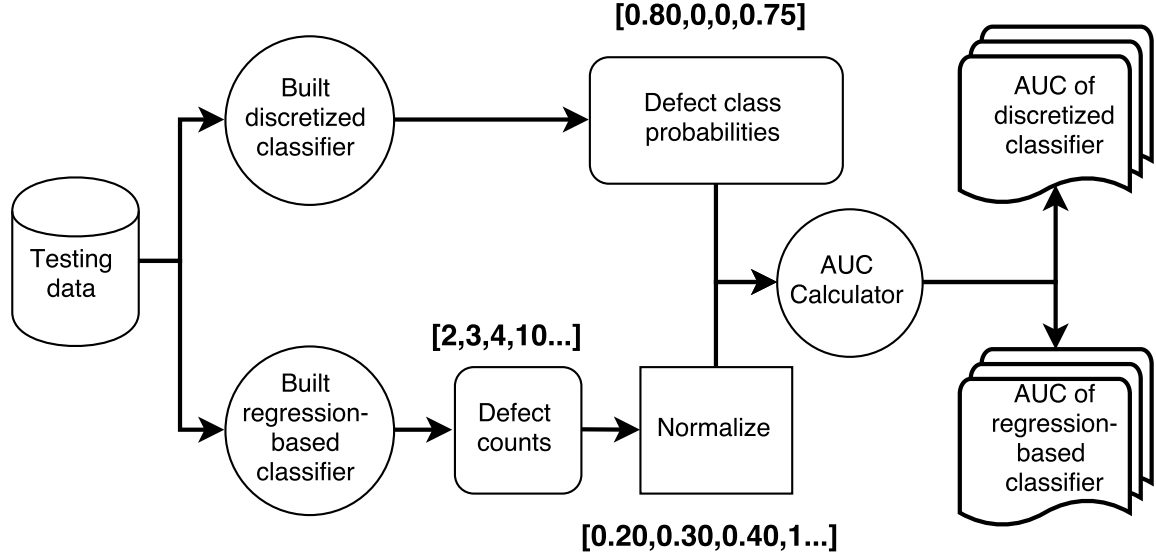 [0.80,0,0,0.75]
Built
discretized
classifier
Defect class
probabilities
AUC of
discretized
classifier
Testing
data
AUC
Calculator
[2,3,4,10...]
Built
regression-
based
classifier
Defect
counts
Normalize
AUC of
regression-
based
classifier
[0.20,0.30,0.40,1...]